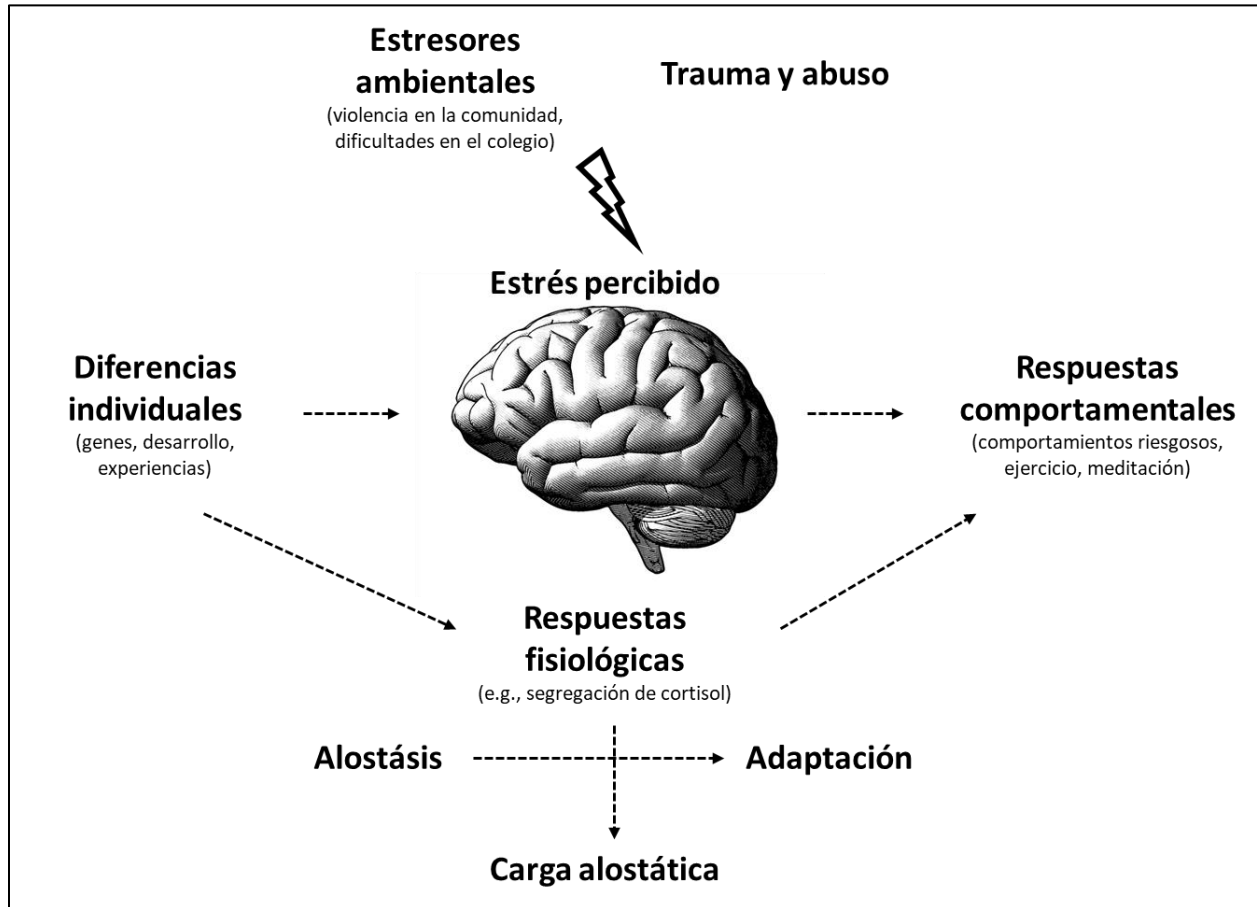 Estresores
ambientales
(violencia en la comunidad,
dificultades en el colegio)
Trauma y abuso
Estrés percibido
Diferencias
individuales
(genes, desarrollo,
experiencias)
Respuestas
comportamentales
(comportamientos riesgosos,
ejercicio, meditación)
Respuestas
fisiológicas
(e.g., segregación de cortisol)
Alostásis
Adaptación
Carga alostática